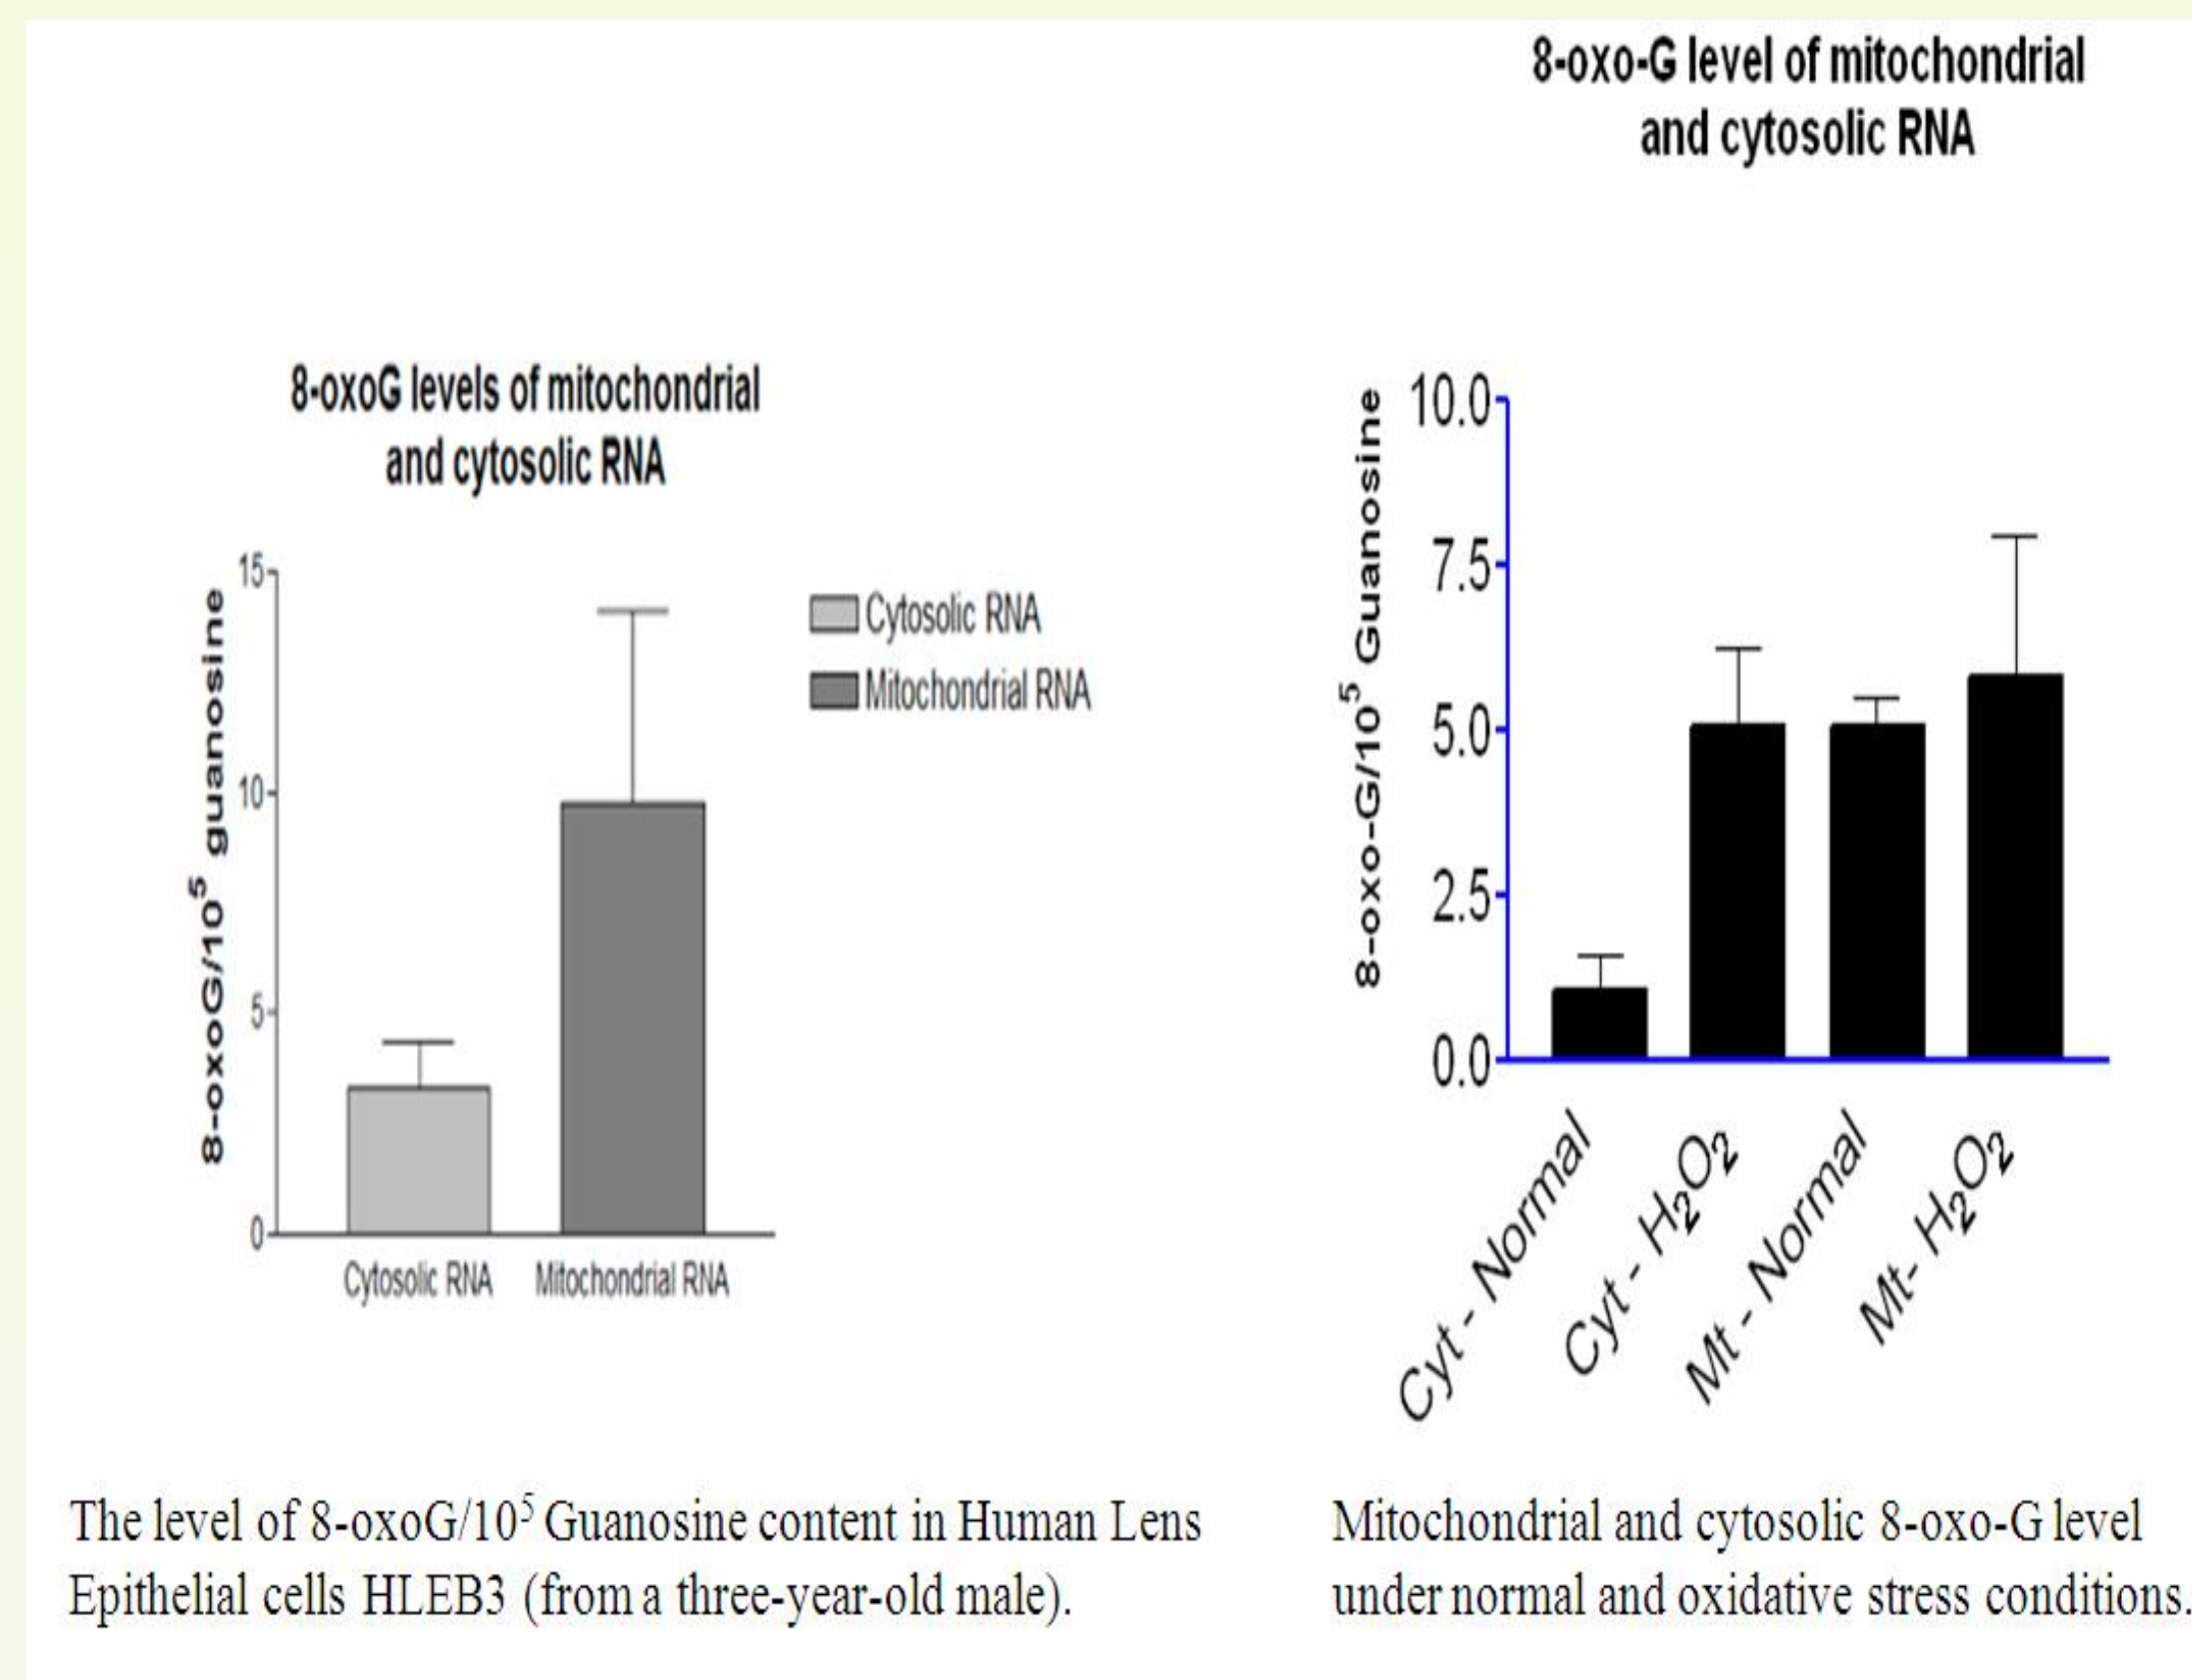 8-oxoG levels of mitochondrial
and cytosolic RNA
8-oxoG/10⁵ guanosine
15
10
5
0
Cytosolic RNA
Mitochondrial RNA
Cytosolic RNA
Mitochondrial RNA
The level of 8-oxoG/10⁵ Guanosine content in Human Lens
Epithelial cells HLEB3 (from a three-year-old male).
8-oxo-G level of mitochondrial
and cytosolic RNA
8-oxo-G/10⁵ Guanosine
10.0
7.5
5.0
2.5
0.0
Cyt - Normal
Cyt - H₂O₂
Mt - Normal
Mt- H₂O₂
Mitochondrial and cytosolic 8-oxo-G level
under normal and oxidative stress conditions.